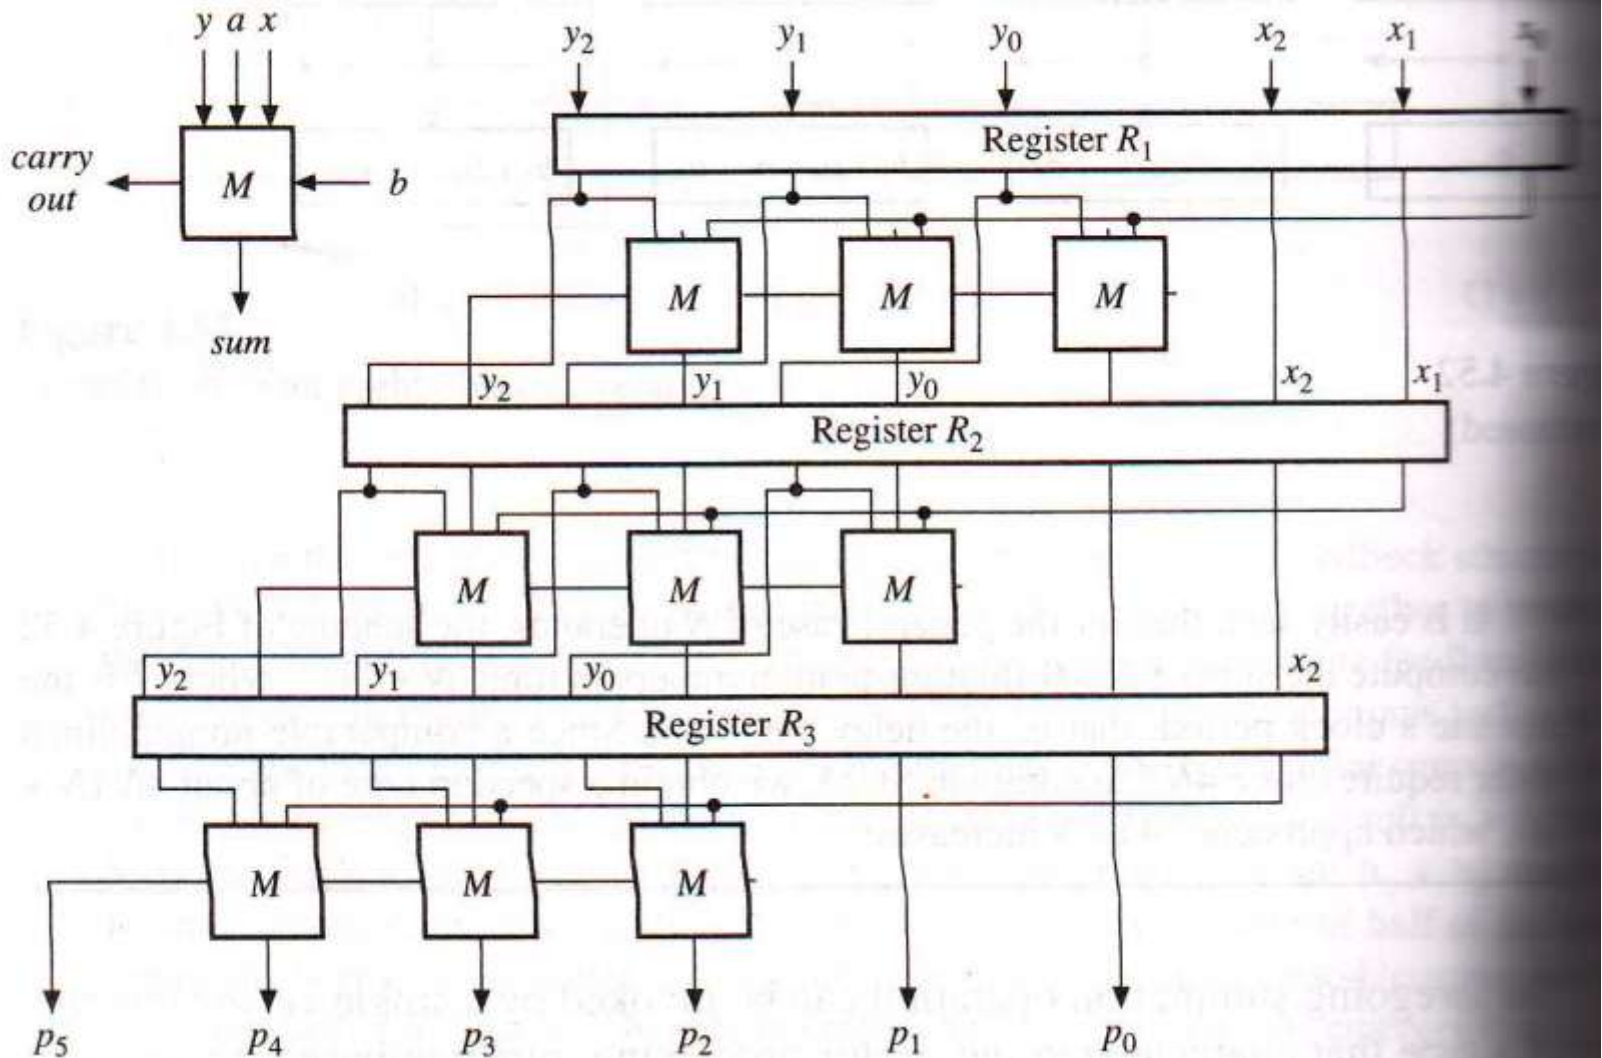 y a x
y₂ y₁ y₀ x₂ x₁
Register R₁
carry
out
M
b
sum
M M M
y₂ y₁ y₀ x₂ x₁
Register R₂
M M M
y₂ y₁ y₀ x₂
Register R₃
M M M
p₅ p₄ p₃ p₂ p₁ p₀